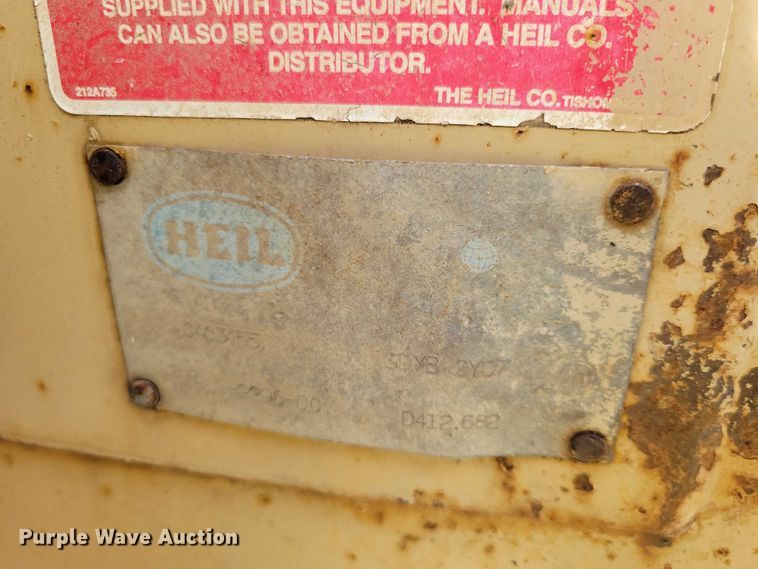 SUPPLIED WITH THIS EQUIPMENT. MANUALS
CAN ALSO BE OBTAINED FROM A HEIL CO.
DISTRIBUTOR.
212A735
THE HEIL CO.
HEIL
D412.682
Purple Wave Auction